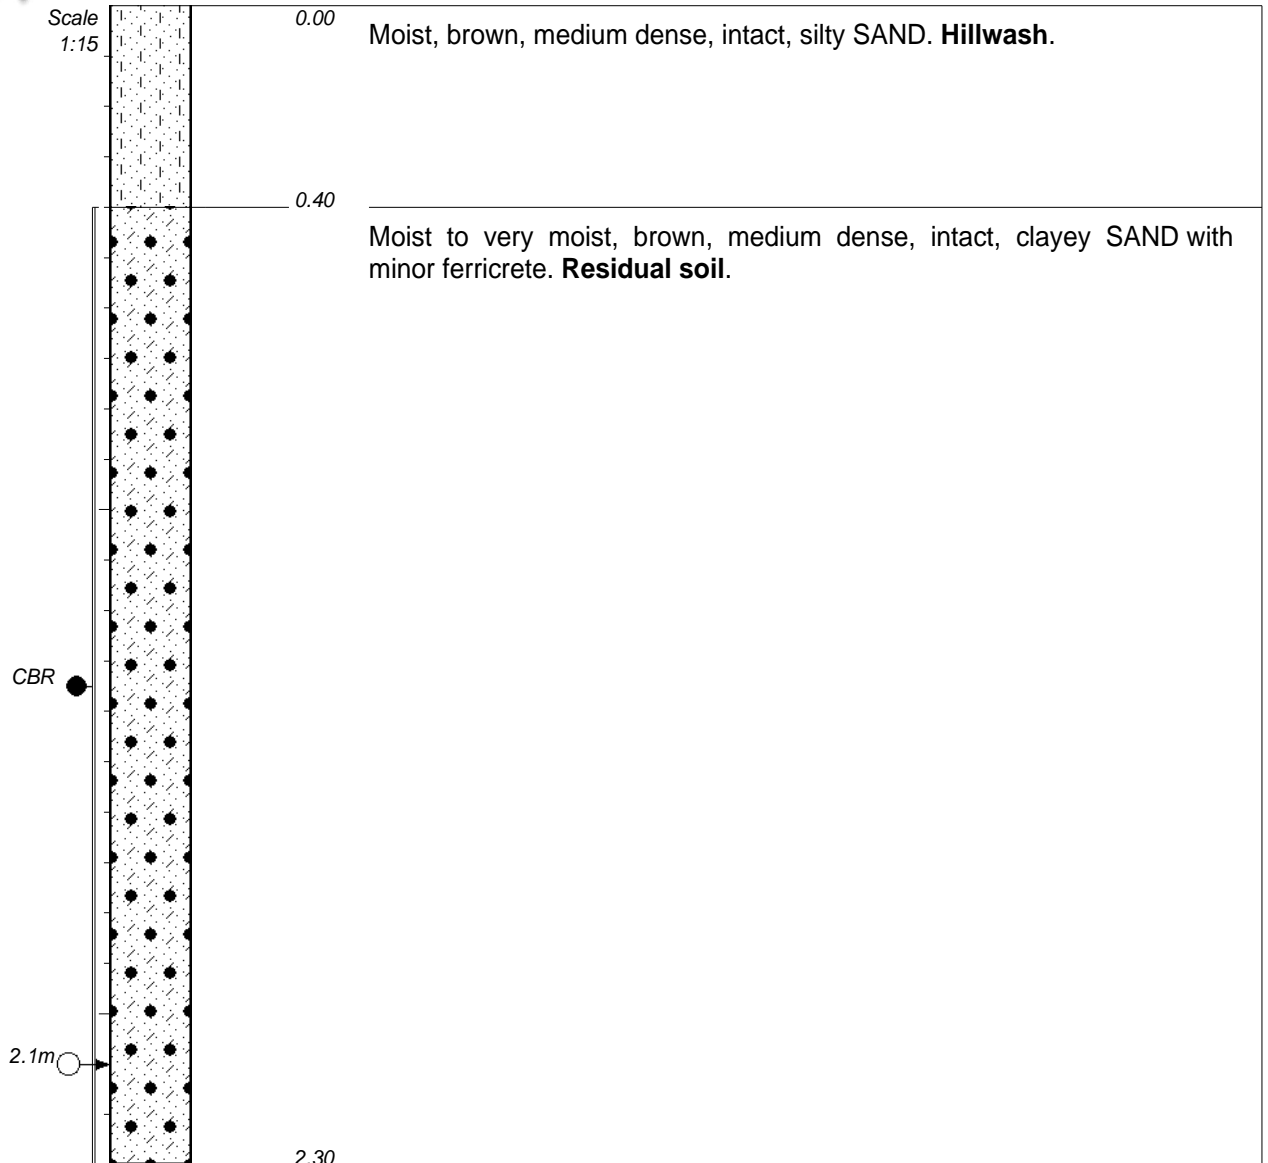 Scale
1:15
0.00
Moist, brown, medium dense, intact, silty SAND. Hillwash.
0.40
Moist to very moist, brown, medium dense, intact, clayey SAND with
minor ferricrete. Residual soil.
CBR
2.1m
2.30